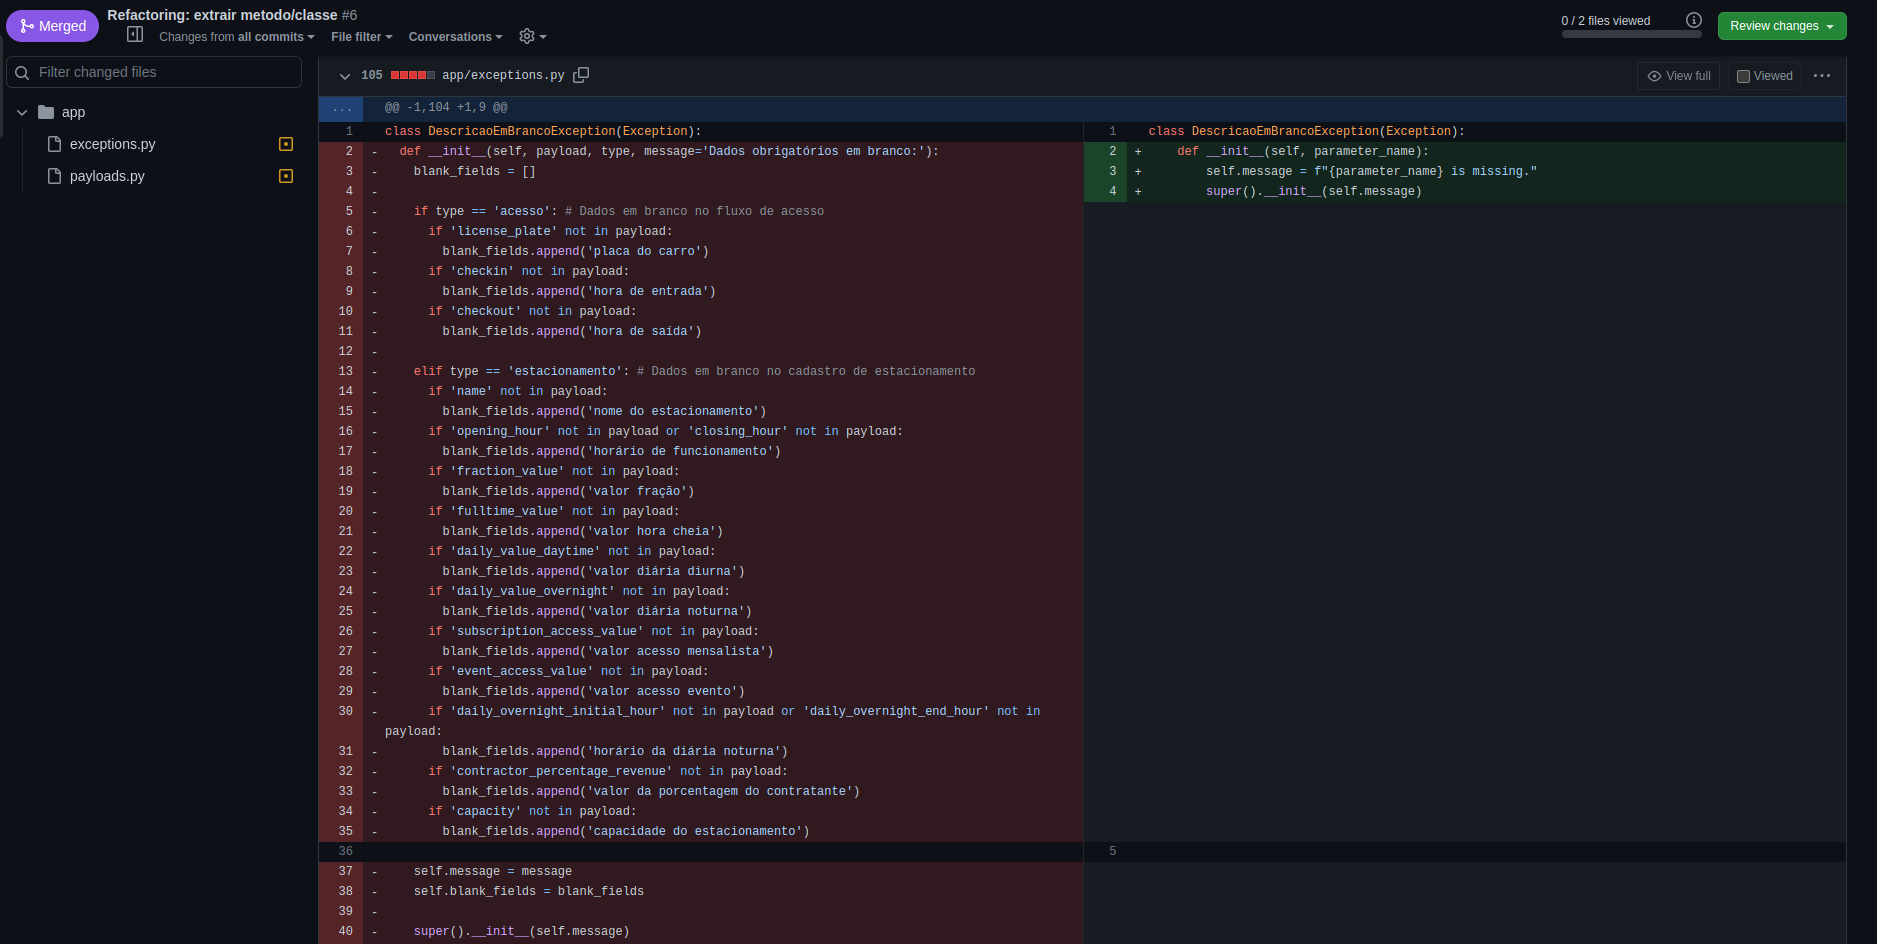 Merged
Refactoring: extrair metodo/classe #6
Changes from all commits File filter Conversations
0 / 2 files viewed
Review changes
Filter changed files
app
exceptions.py
payloads.py
105 app/exceptions.py
View full
Viewed
... @@ -1,104 +1,9 @@
1 class DescricaoEmBrancoException(Exception):
2 - def __init__(self, payload, type, message='Dados obrigatórios em branco:'):
3 - blank_fields = []
4 -
5 - if type == 'acesso': # Dados em branco no fluxo de acesso
6 - if 'license_plate' not in payload:
7 - blank_fields.append('placa do carro')
8 - if 'checkin' not in payload:
9 - blank_fields.append('hora de entrada')
10 - if 'checkout' not in payload:
11 - blank_fields.append('hora de saída')
12 -
13 - elif type == 'estacionamento': # Dados em branco no cadastro de estacionamento
14 - if 'name' not in payload:
15 - blank_fields.append('nome do estacionamento')
16 - if 'opening_hour' not in payload or 'closing_hour' not in payload:
17 - blank_fields.append('horário de funcionamento')
18 - if 'fraction_value' not in payload:
19 - blank_fields.append('valor fração')
20 - if 'fulltime_value' not in payload:
21 - blank_fields.append('valor hora cheia')
22 - if 'daily_value_daytime' not in payload:
23 - blank_fields.append('valor diária diurna')
24 - if 'daily_value_overnight' not in payload:
25 - blank_fields.append('valor diária noturna')
26 - if 'subscription_access_value' not in payload:
27 - blank_fields.append('valor acesso mensalista')
28 - if 'event_access_value' not in payload:
29 - blank_fields.append('valor acesso evento')
30 - if 'daily_overnight_initial_hour' not in payload or 'daily_overnight_end_hour' not in
payload:
31 - blank_fields.append('horário da diária noturna')
32 - if 'contractor_percentage_revenue' not in payload:
33 - blank_fields.append('valor da porcentagem do contratante')
34 - if 'capacity' not in payload:
35 - blank_fields.append('capacidade do estacionamento')
36
37 - self.message = message
38 - self.blank_fields = blank_fields
39 -
40 - super().__init__(self.message)
1 class DescricaoEmBrancoException(Exception):
2 + def __init__(self, parameter_name):
3 + self.message = f"{parameter_name} is missing."
4 + super().__init__(self.message)
5